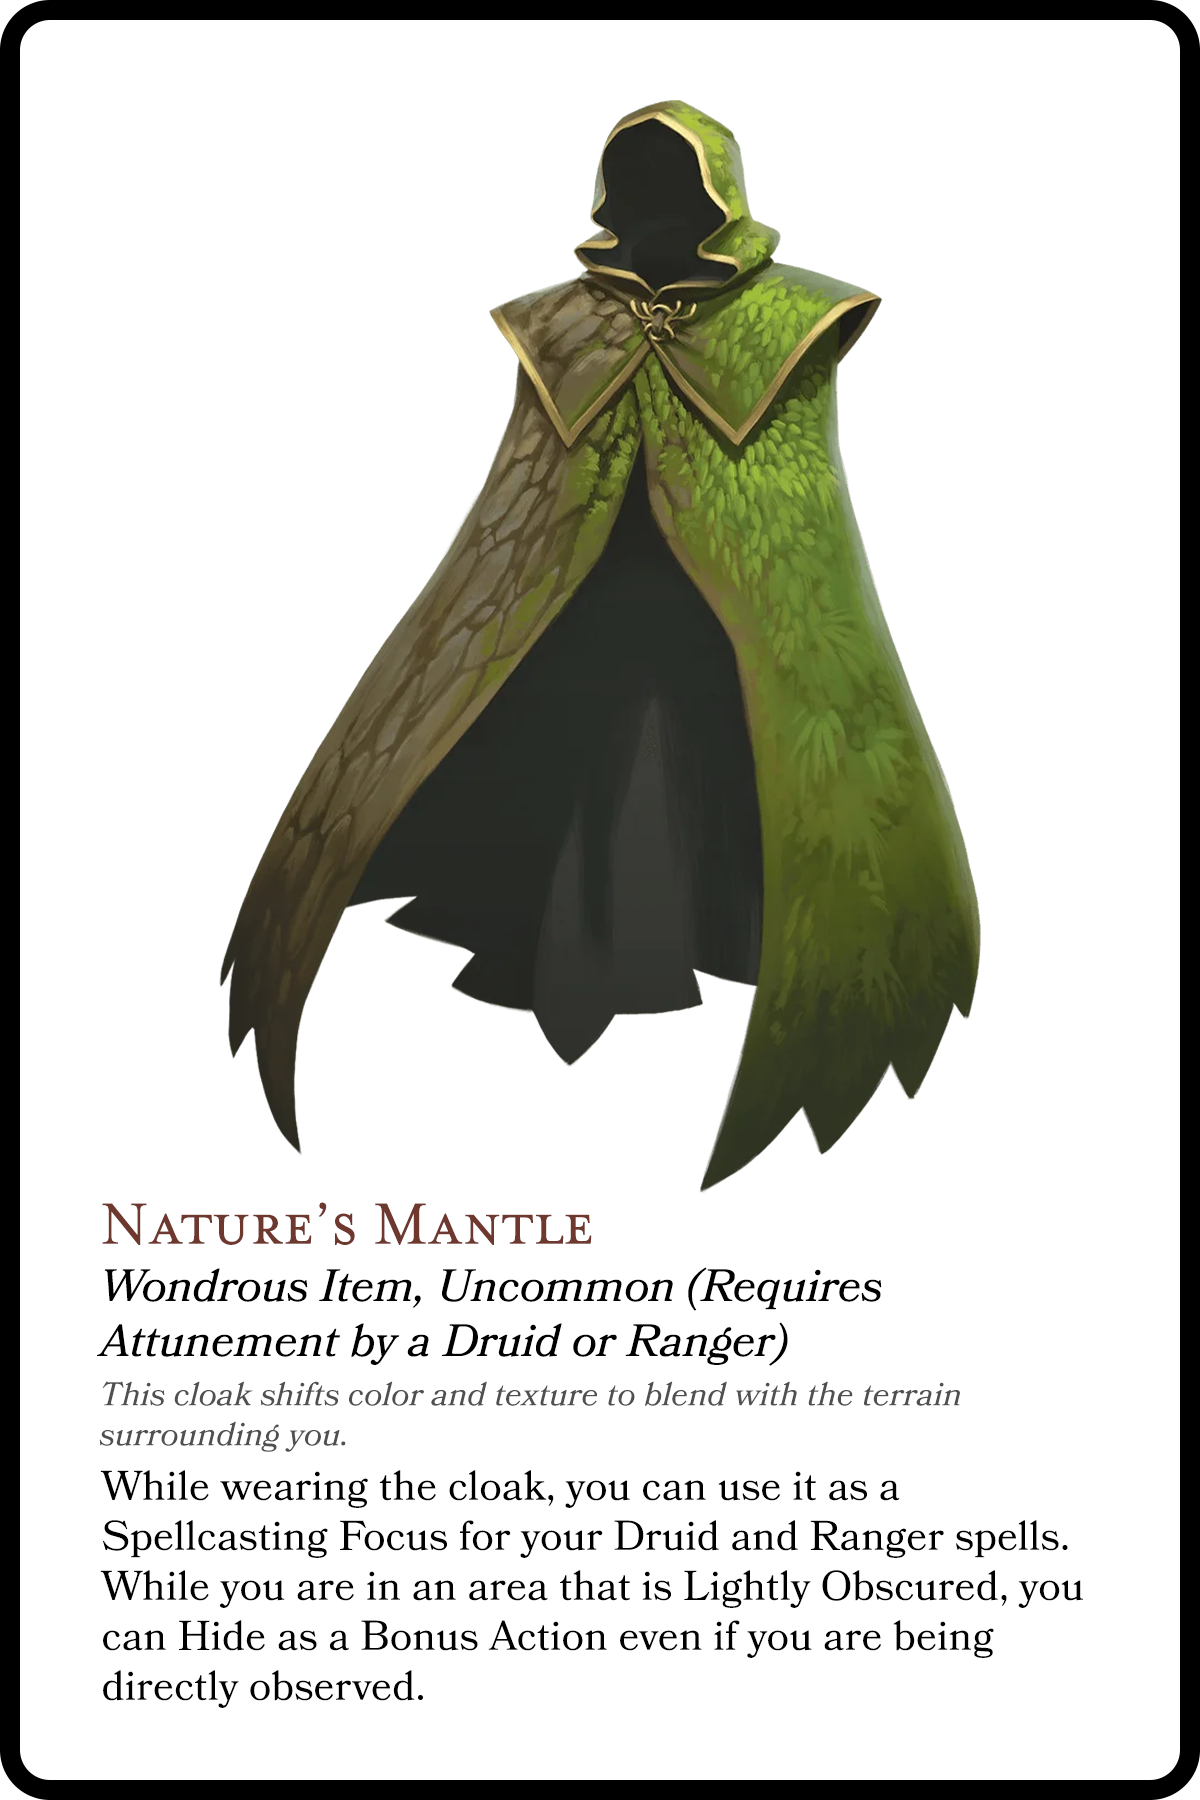 Nature's Mantle
Wondrous Item, Uncommon (Requires
Attunement by a Druid or Ranger)
This cloak shifts color and texture to blend with the terrain
surrounding you.
While wearing the cloak, you can use it as a
Spellcasting Focus for your Druid and Ranger spells.
While you are in an area that is Lightly Obscured, you
can Hide as a Bonus Action even if you are being
directly observed.